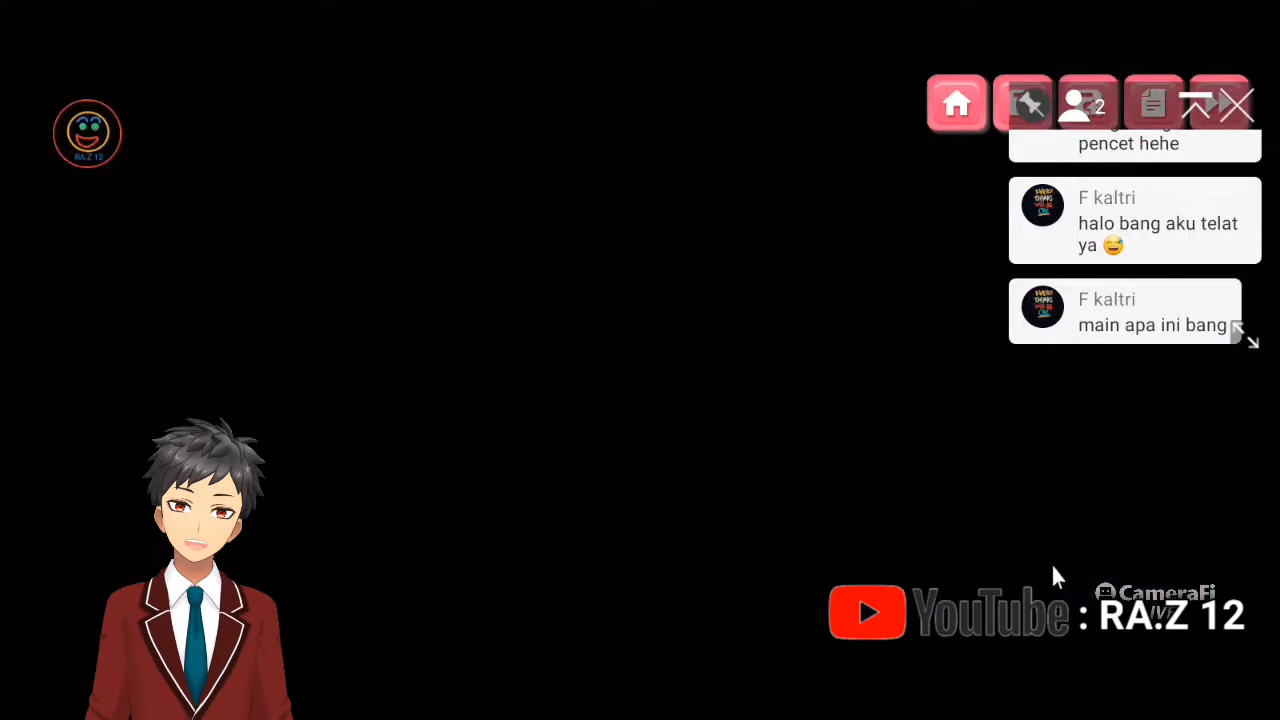 RA.Z 12
2
pencet hehe
F kaltri
halo bang aku telat
ya 😅
F kaltri
main apa ini bang
CameraFi
YouTube : RA.Z 12